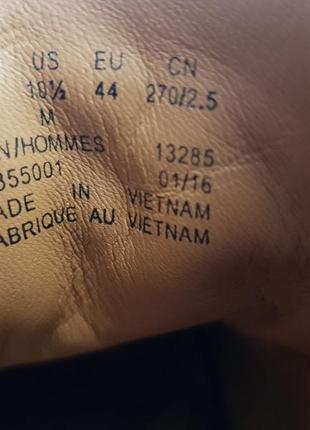 US EU CN
10½ 44 270/2.5
M
N/HOMMES 13285
355001 01/16
ADE IN VIETNAM
ABRIQUE AU VIETNAM